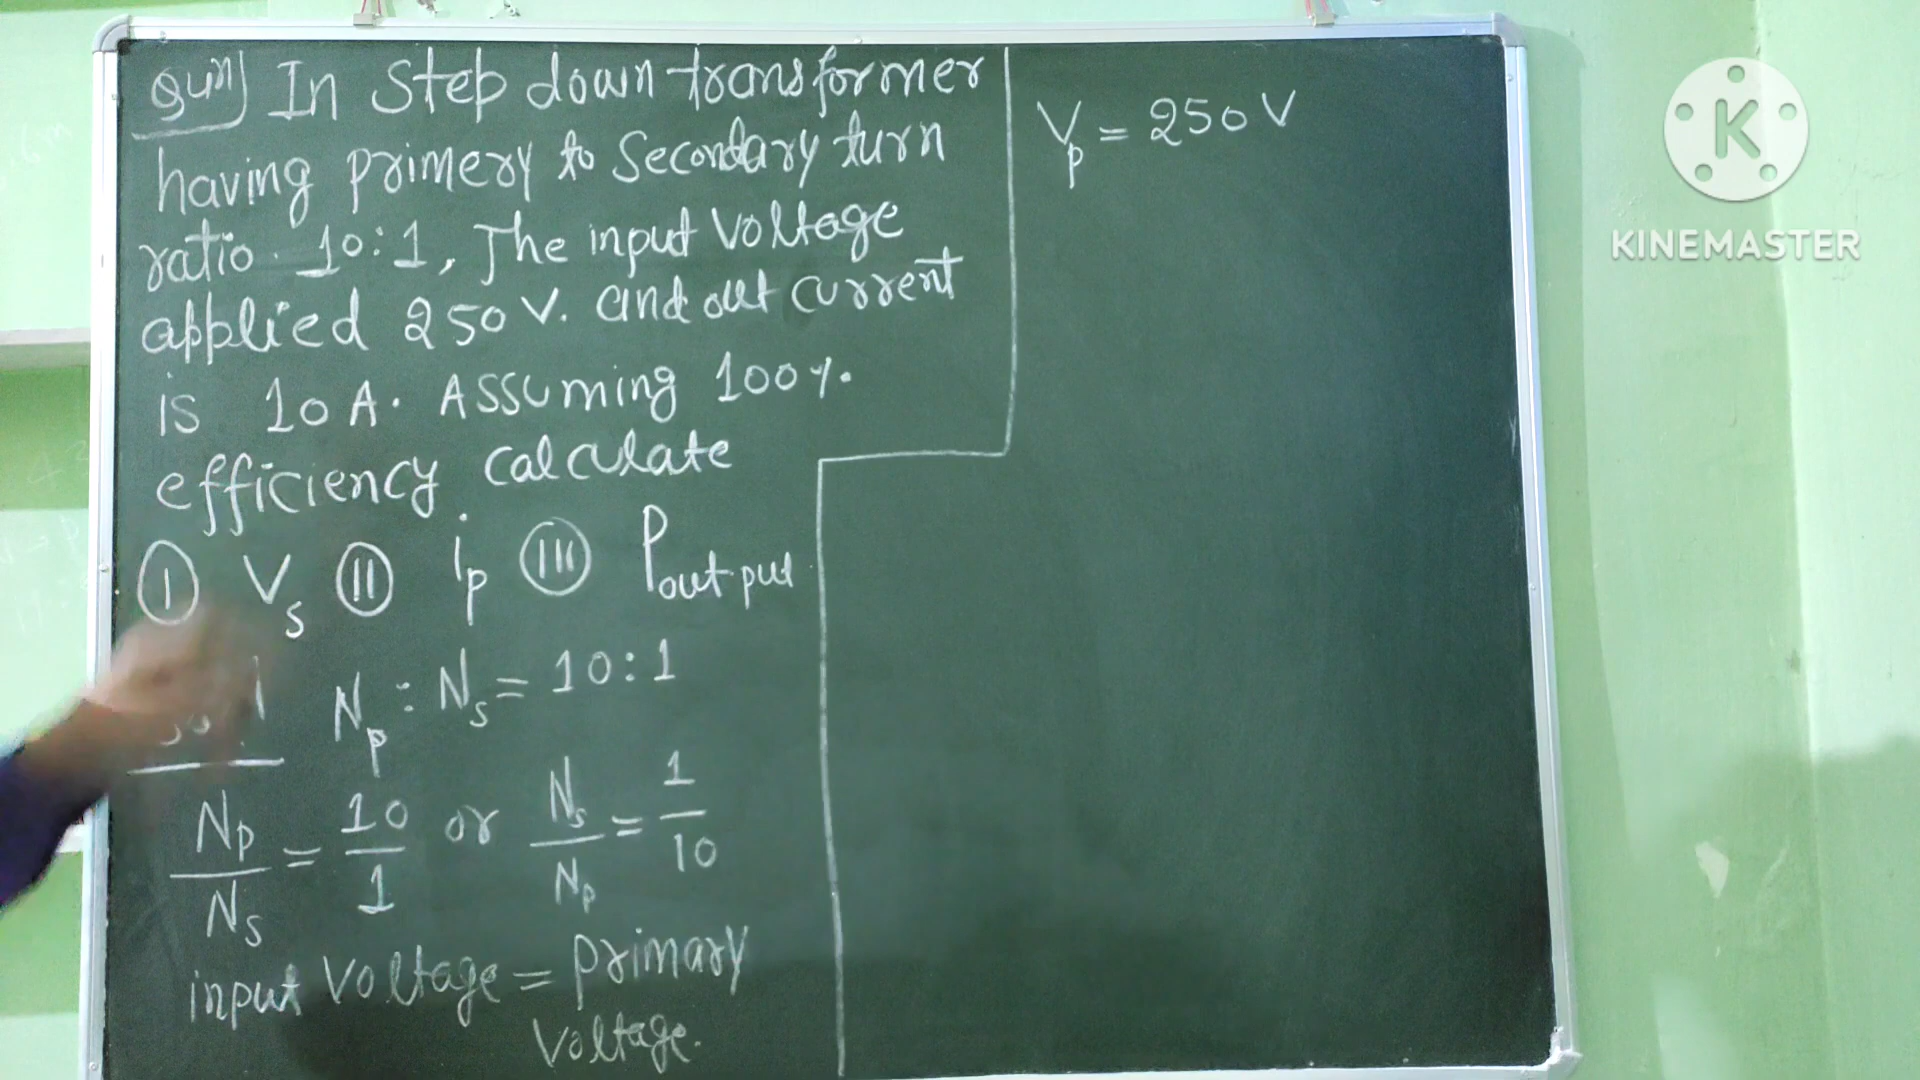 Qun] In Step down transformer
having primery to Secondary turn
ratio 10:1, The input Voltage
applied 250 V. and out current
is 10 A. Assuming 100%.
efficiency calculate
(I) Vs (II) ip (III) Poutput
Np : Ns = 10:1
Np/Ns = 10/1 or Ns/Np = 1/10
input Voltage = primary
Voltage.
Vp = 250 V
K
KINEMASTER